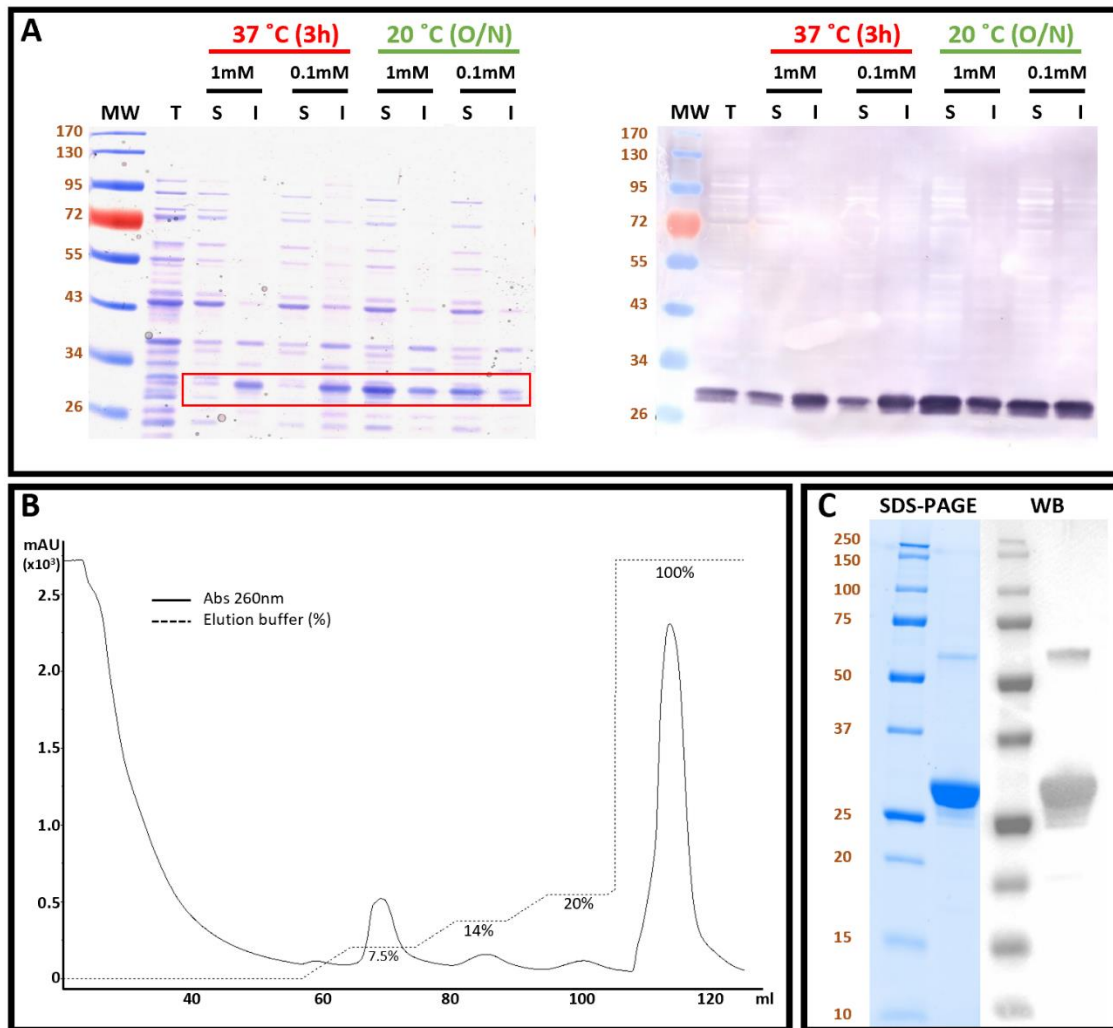 A
37 °C (3h) 20 °C (O/N)
1mM 0.1mM 1mM 0.1mM
MW T S I S I S I S I
170
130
95
72
55
43
34
26
37 °C (3h) 20 °C (O/N)
1mM 0.1mM 1mM 0.1mM
MW T S I S I S I S I
170
130
95
72
55
43
34
26
B
mAU
(x10³)
2.5
2.0
1.5
1.0
0.5
0
Abs 260nm
Elution buffer (%)
7.5%
14%
20%
100%
40 60 80 100 120 ml
C
SDS-PAGE WB
250
150
100
75
50
37
25
20
15
10